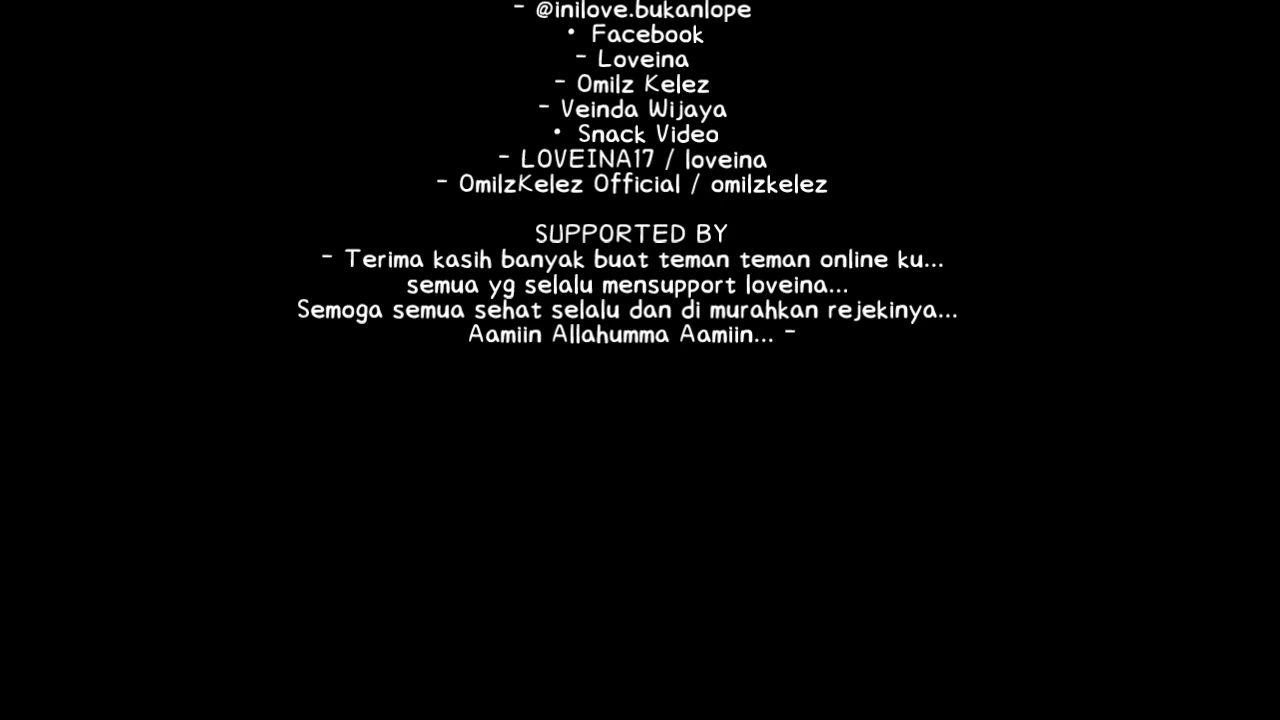 - @inilove.bukanlope
• Facebook
- Loveina
- Omilz Kelez
- Veinda Wijaya
• Snack Video
- LOVEINA17 / loveina
- OmilzKelez Official / omilzkelez
SUPPORTED BY
- Terima kasih banyak buat teman teman online ku...
semua yg selalu mensupport loveina...
Semoga semua sehat selalu dan di murahkan rejekinya...
Aamiin Allahumma Aamiin... -